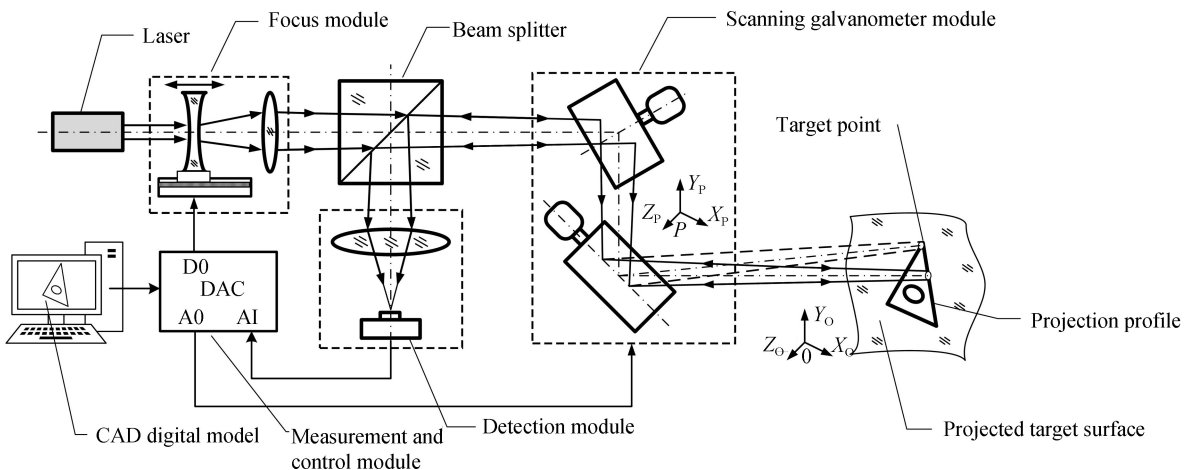 Focus module
Laser
Beam splitter
Scanning galvanometer module
Target point
Y_P
Z_P
P
X_P
D0
DAC
A0 AI
Y_O
Z_O
0
X_O
Projection profile
CAD digital model
Measurement and
control module
Detection module
Projected target surface